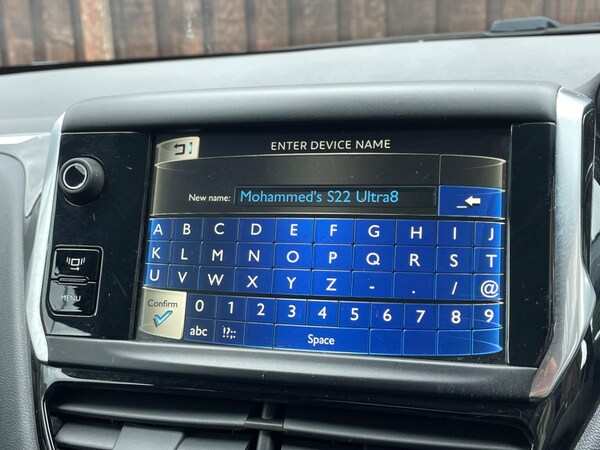 ENTER DEVICE NAME
New name: Mohammed's S22 Ultra8 _
A B C D E F G H I J
K L M N O P Q R S T
U V W X Y Z - . / @
Confirm 0 1 2 3 4 5 6 7 8 9
abc !?;: Space
MENU